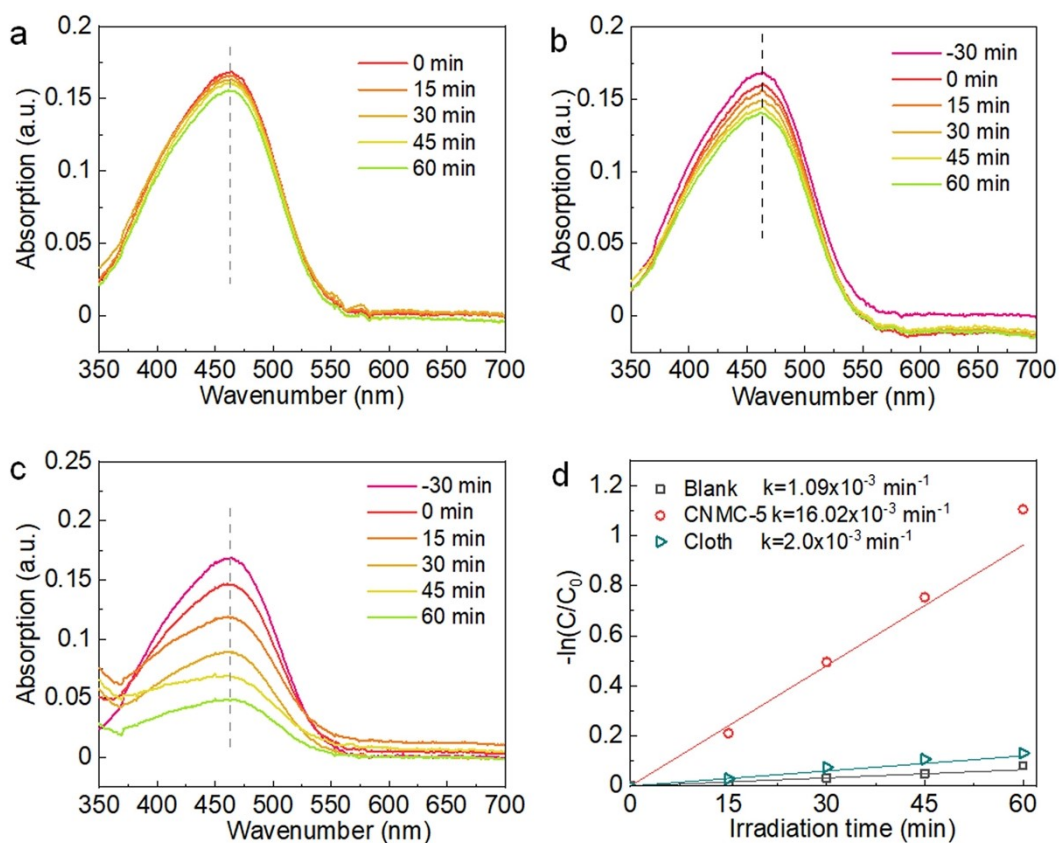 a
0.2
0.15
0.1
0.05
0
Absorption (a.u.)
0 min
15 min
30 min
45 min
60 min
350 400 450 500 550 600 650 700
Wavenumber (nm)
b
0.2
0.15
0.1
0.05
0
Absorption (a.u.)
-30 min
0 min
15 min
30 min
45 min
60 min
350 400 450 500 550 600 650 700
Wavenumber (nm)
c
0.25
0.2
0.15
0.10
0.05
0
Absorption (a.u.)
-30 min
0 min
15 min
30 min
45 min
60 min
350 400 450 500 550 600 650 700
Wavenumber (nm)
d
1.2
1.0
0.8
0.6
0.4
0.2
0
-ln(C/C₀)
Blank k=1.09x10⁻³ min⁻¹
CNMC-5 k=16.02x10⁻³ min⁻¹
Cloth k=2.0x10⁻³ min⁻¹
0 15 30 45 60
Irradiation time (min)